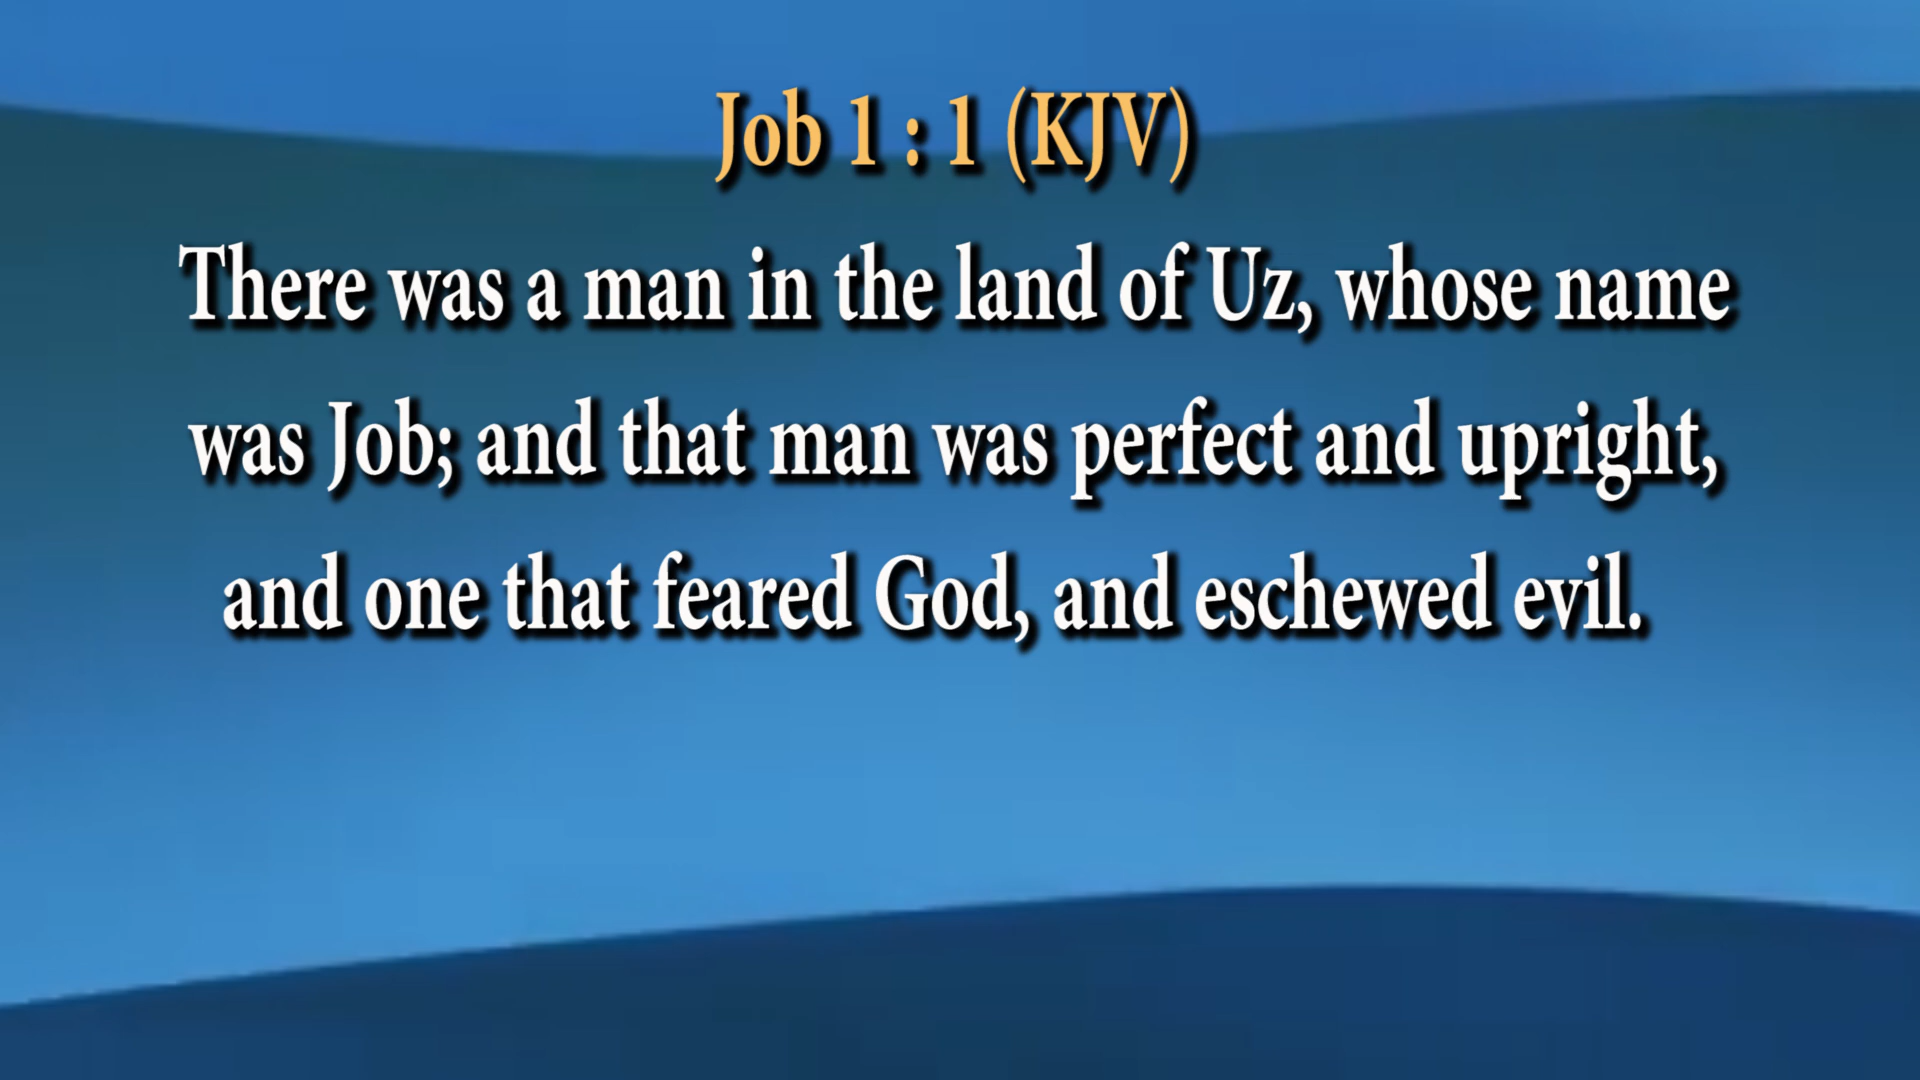 Job 1 : 1 (KJV)
There was a man in the land of Uz, whose name
was Job; and that man was perfect and upright,
and one that feared God, and eschewed evil.